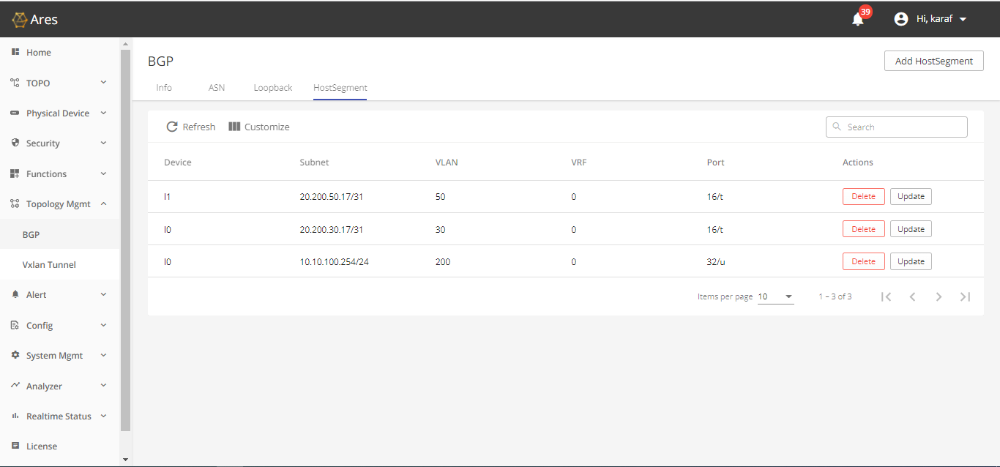 Ares
39
Hi, karaf
Home
TOPO
Physical Device
Security
Functions
Topology Mgmt
BGP
Vxlan Tunnel
Alert
Config
System Mgmt
Analyzer
Realtime Status
License
BGP
Add HostSegment
Info ASN Loopback HostSegment
Refresh Customize Search
Device Subnet VLAN VRF Port Actions
l1 20.200.50.17/31 50 0 16/t Delete Update
l0 20.200.30.17/31 30 0 16/t Delete Update
l0 10.10.100.254/24 200 0 32/u Delete Update
Items per page 10 1 – 3 of 3